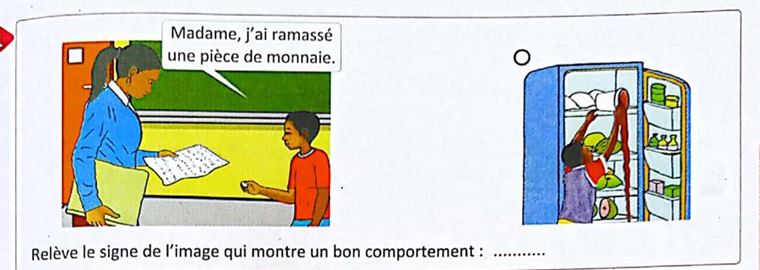 Madame, j'ai ramassé
une pièce de monnaie.
Relève le signe de l'image qui montre un bon comportement : ...........